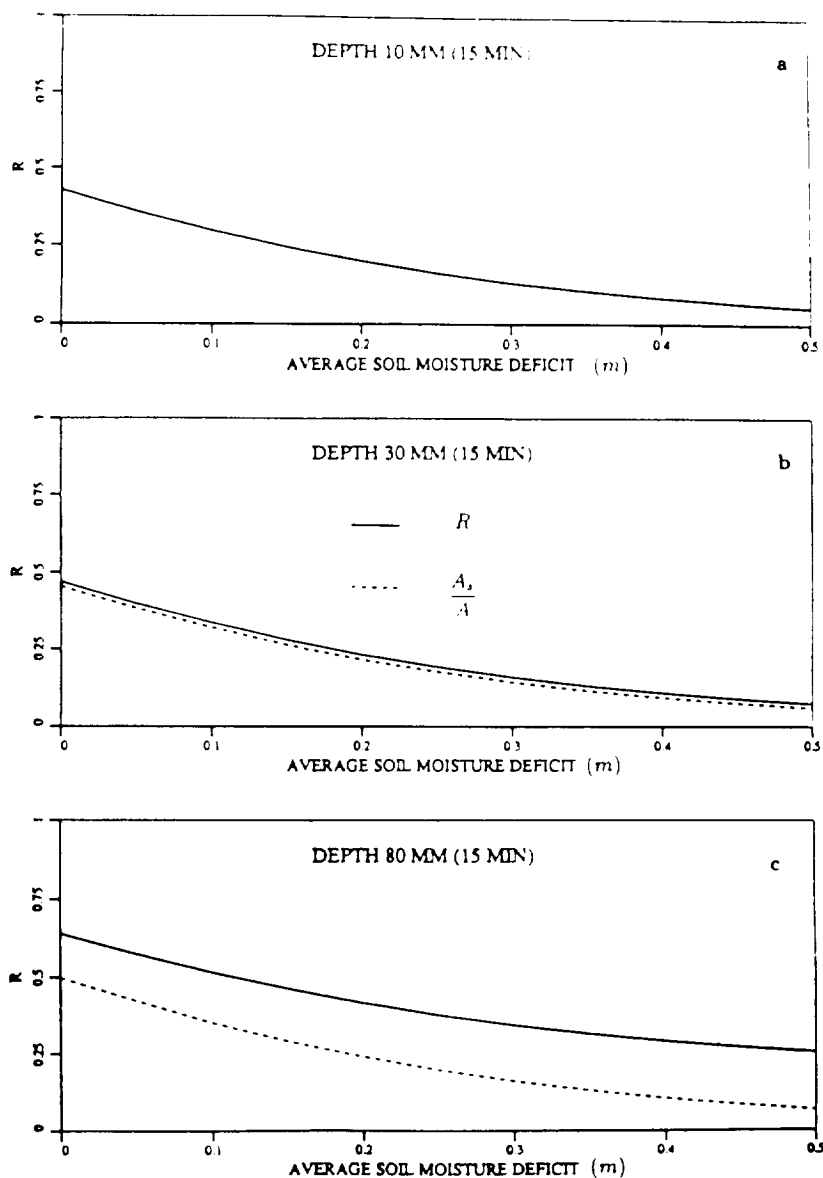 1
DEPTH 10 MM (15 MIN)
a
0.75
0.5
R
0.25
0
0 0.1 0.2 0.3 0.4 0.5
AVERAGE SOIL MOISTURE DEFICIT (m)
1
DEPTH 30 MM (15 MIN)
b
0.75
R
A_s
A
0.5
R
0.25
0
0 0.1 0.2 0.3 0.4 0.5
AVERAGE SOIL MOISTURE DEFICIT (m)
1
DEPTH 80 MM (15 MIN)
c
0.75
0.5
R
0.25
0
0 0.1 0.2 0.3 0.4 0.5
AVERAGE SOIL MOISTURE DEFICIT (m)